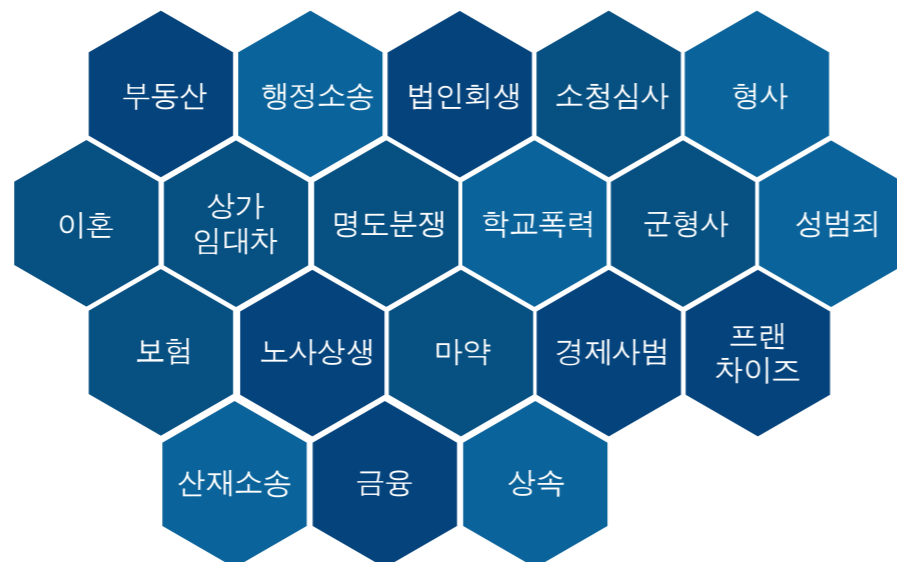 부동산
행정소송
법인회생
소청심사
형사
이혼
상가
임대차
명도분쟁
학교폭력
군형사
성범죄
보험
노사상생
마약
경제사범
프랜
차이즈
산재소송
금융
상속